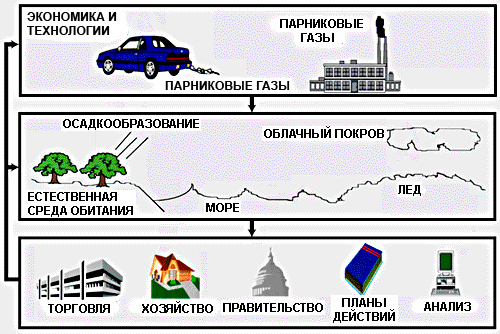 ЭКОНОМИКА И
ТЕХНОЛОГИИ
ПАРНИКОВЫЕ
ГАЗЫ
ПАРНИКОВЫЕ ГАЗЫ
ОСАДКООБРАЗОВАНИЕ
ОБЛАЧНЫЙ ПОКРОВ
ЕСТЕСТВЕННАЯ
СРЕДА ОБИТАНИЯ
МОРЕ
ЛЕД
ТОРГОВЛЯ
ХОЗЯЙСТВО
ПРАВИТЕЛЬСТВО
ПЛАНЫ
ДЕЙСТВИЙ
АНАЛИЗ